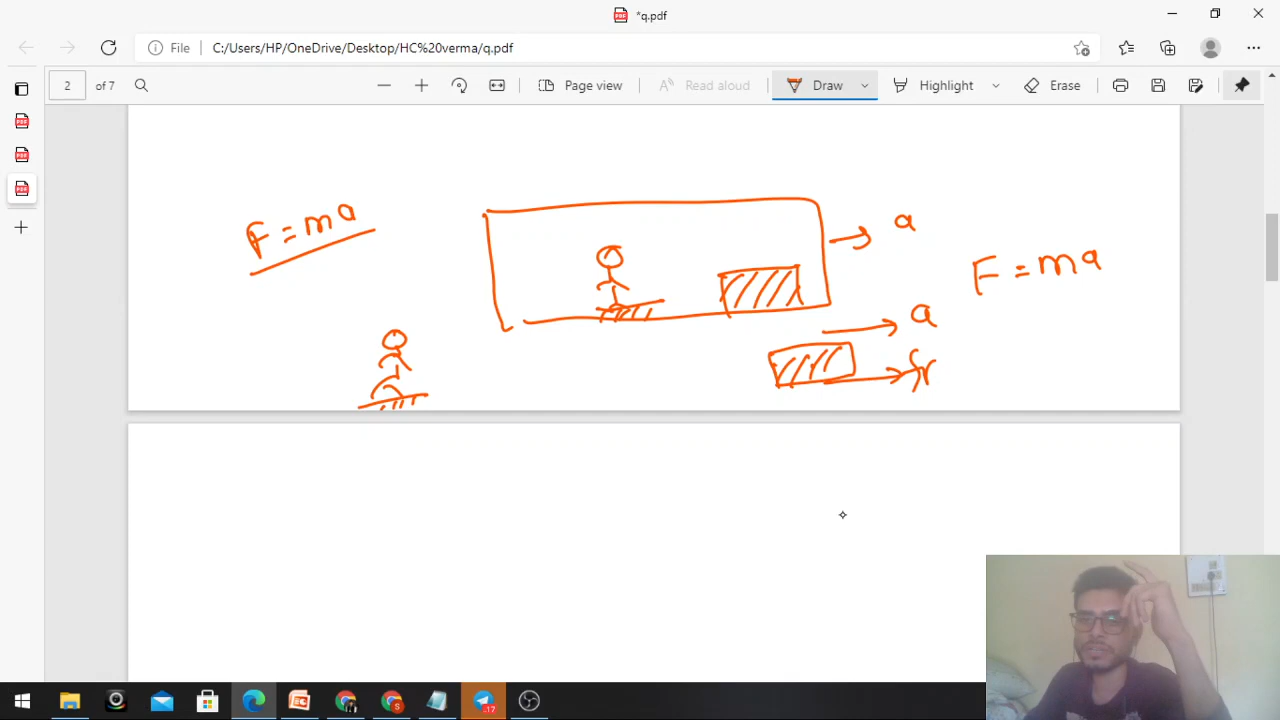 *q.pdf
File C:/Users/HP/OneDrive/Desktop/HC%20verma/q.pdf
2 of 7 Page view Read aloud Draw Highlight Erase
F = ma
a
F = ma
a
fr
17